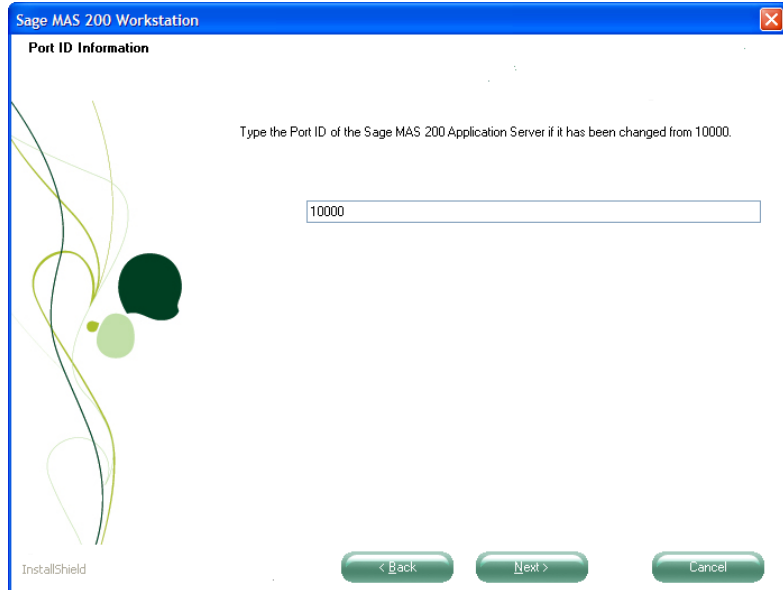 Sage MAS 200 Workstation
Port ID Information
Type the Port ID of the Sage MAS 200 Application Server if it has been changed from 10000.
10000
InstallShield
< Back
Next >
Cancel